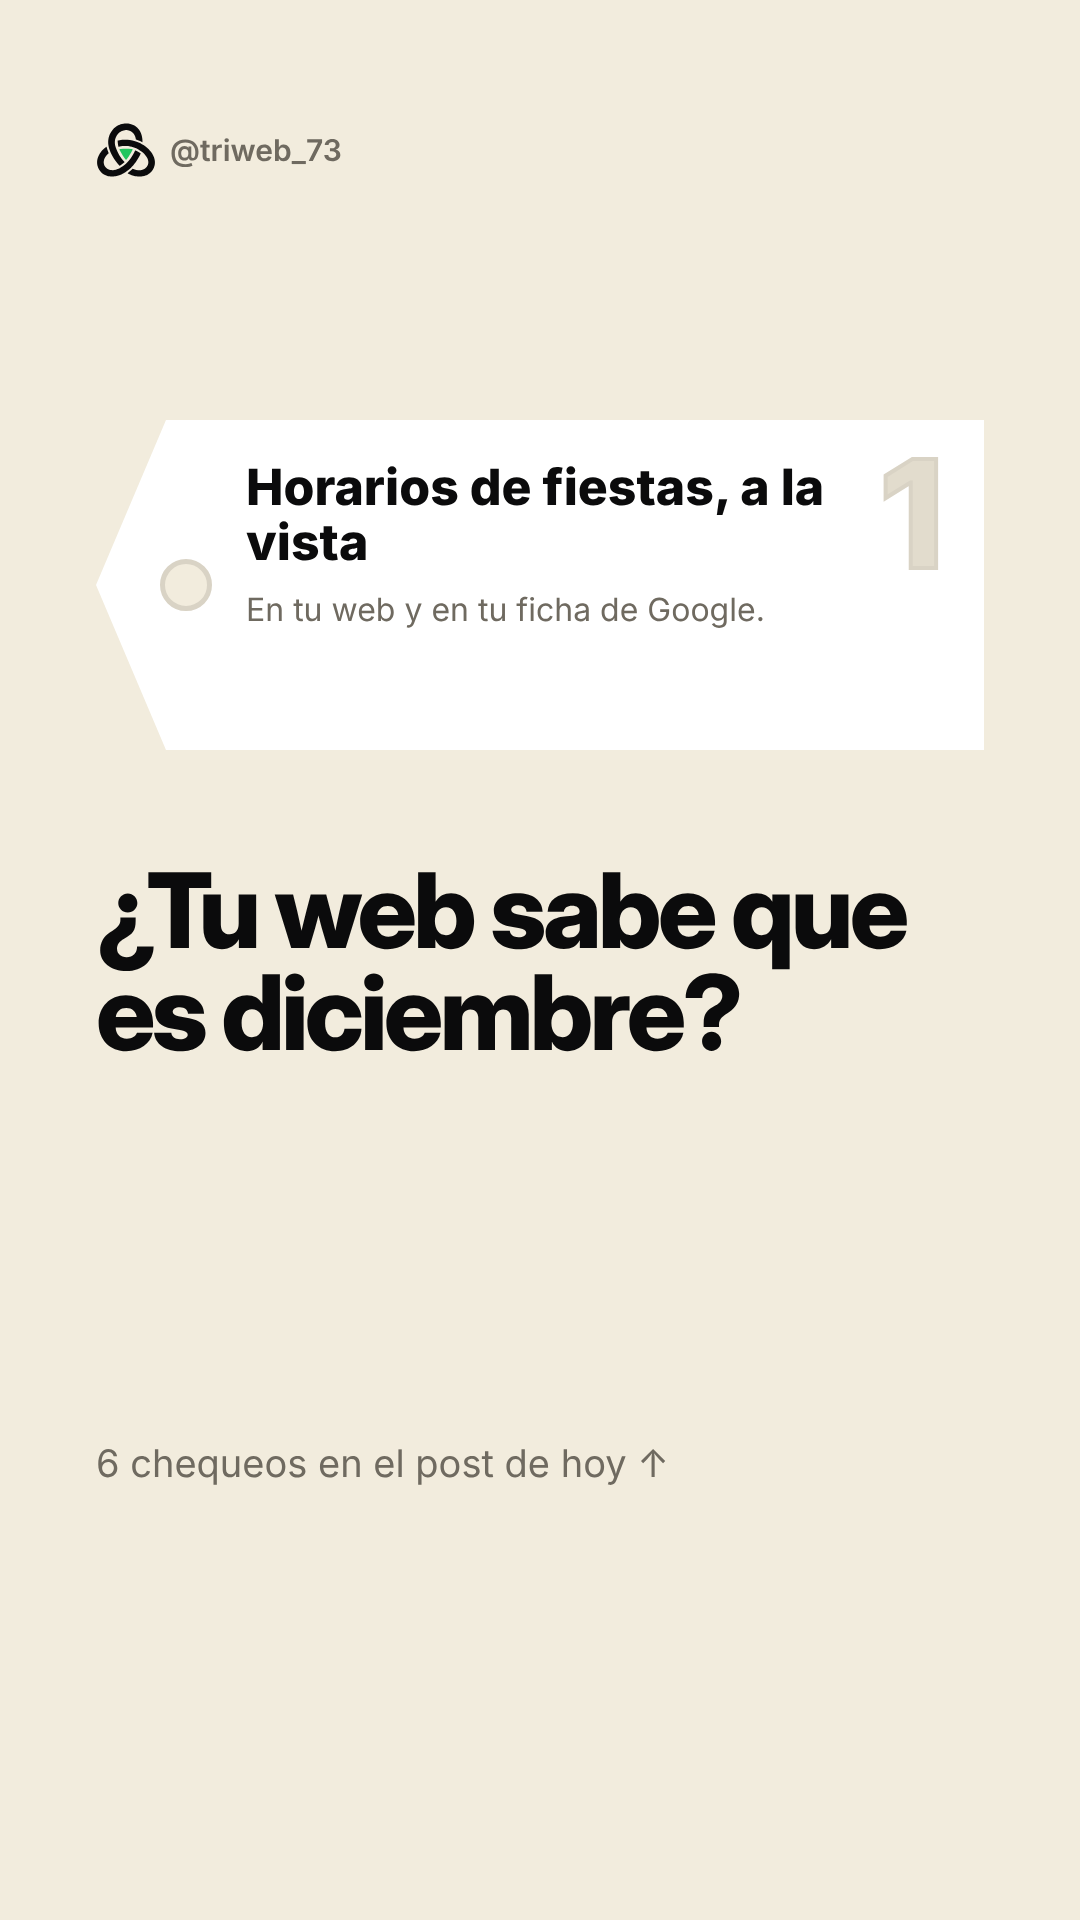 @triweb_73
Horarios de fiestas, a la
vista
1
En tu web y en tu ficha de Google.
¿Tu web sabe que
es diciembre?
6 chequeos en el post de hoy ↑